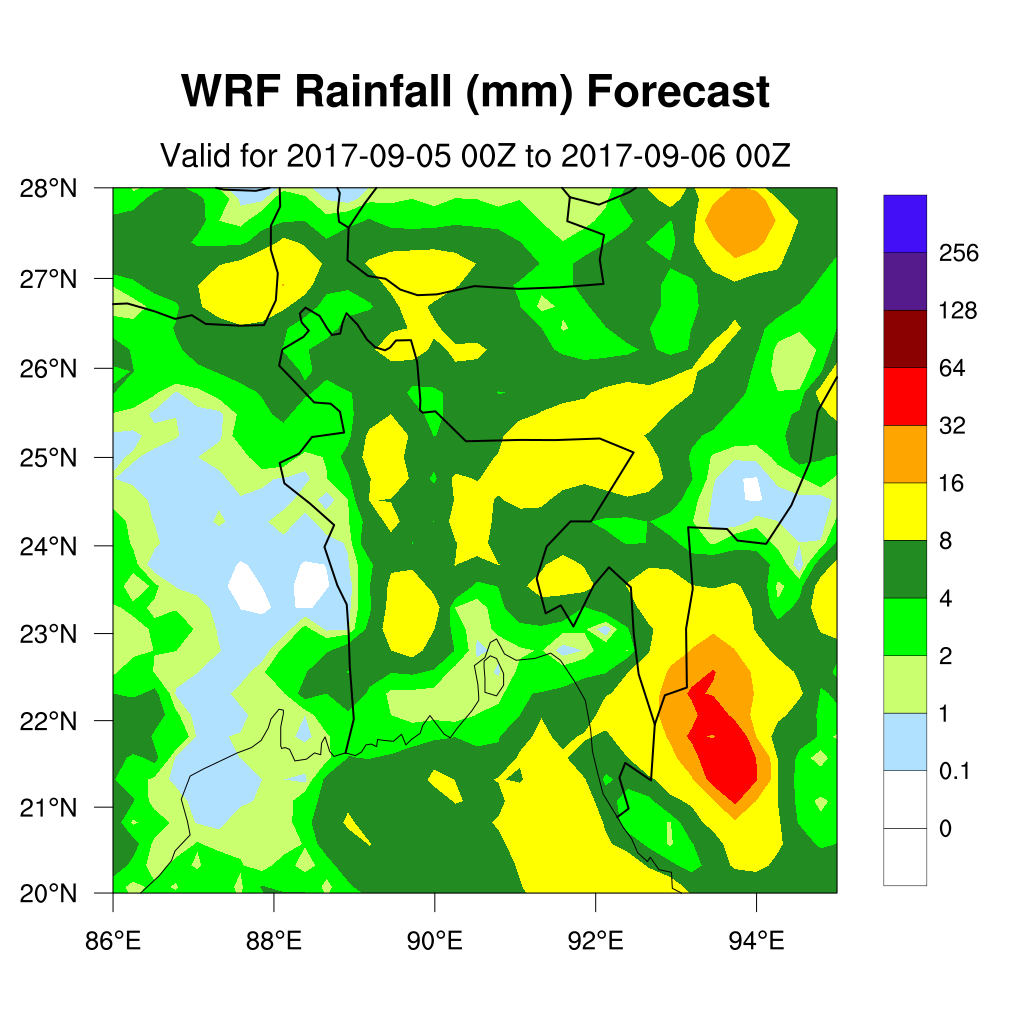 WRF Rainfall (mm) Forecast
Valid for 2017-09-05 00Z to 2017-09-06 00Z
28°N
27°N
26°N
25°N
24°N
23°N
22°N
21°N
20°N
86°E 88°E 90°E 92°E 94°E
256
128
64
32
16
8
4
2
1
0.1
0